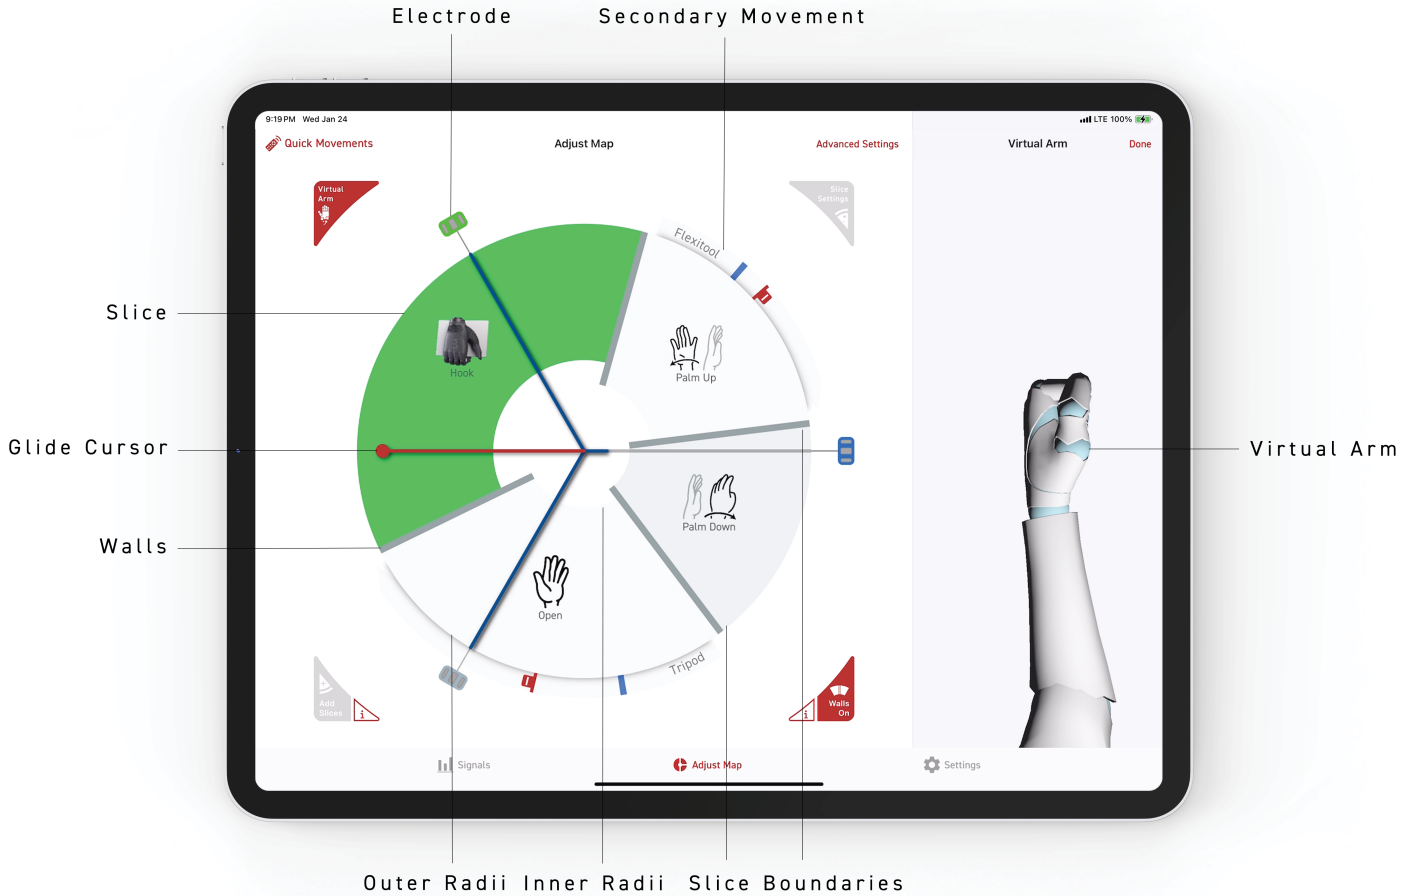 Electrode
Secondary Movement
9:19 PM Wed Jan 24
LTE 100%
Quick Movements
Adjust Map
Advanced Settings
Virtual Arm
Done
Virtual
Arm
Slice
Settings
Flexitool
Slice
Hook
Palm Up
Glide Cursor
Virtual Arm
Palm Down
Walls
Open
Tripod
Add
Slices
i
i
Walls
On
Signals
Adjust Map
Settings
Outer Radii
Inner Radii
Slice Boundaries